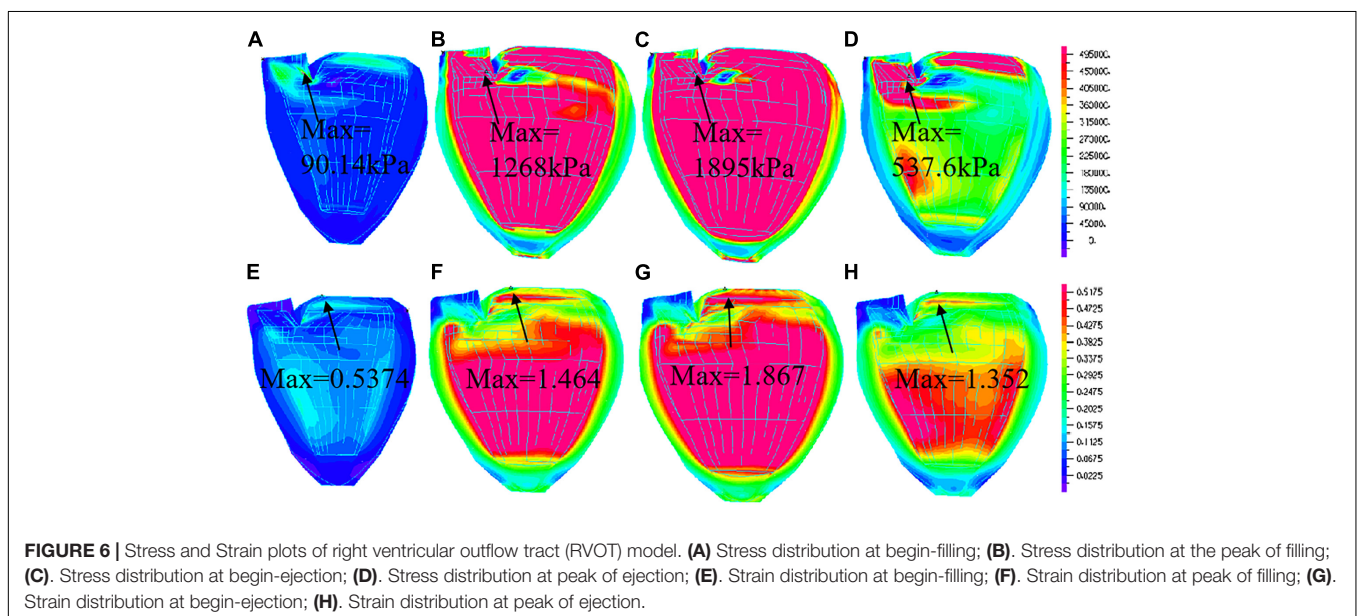 A
B
C
D
Max=
90.14kPa
Max=
1268kPa
Max=
1895kPa
Max=
537.6kPa
495000.
450000.
405000.
360000.
315000.
270000.
225000.
180000.
135000.
90000.
45000.
0.
E
F
G
H
Max=0.5374
Max=1.464
Max=1.867
Max=1.352
0.5175
0.4725
0.4275
0.3825
0.3375
0.2925
0.2475
0.2025
0.1575
0.1125
0.0675
0.0225
FIGURE 6 | Stress and Strain plots of right ventricular outflow tract (RVOT) model. (A) Stress distribution at begin-filling; (B). Stress distribution at the peak of filling;
(C). Stress distribution at begin-ejection; (D). Stress distribution at peak of ejection; (E). Strain distribution at begin-filling; (F). Strain distribution at peak of filling; (G).
Strain distribution at begin-ejection; (H). Strain distribution at peak of ejection.